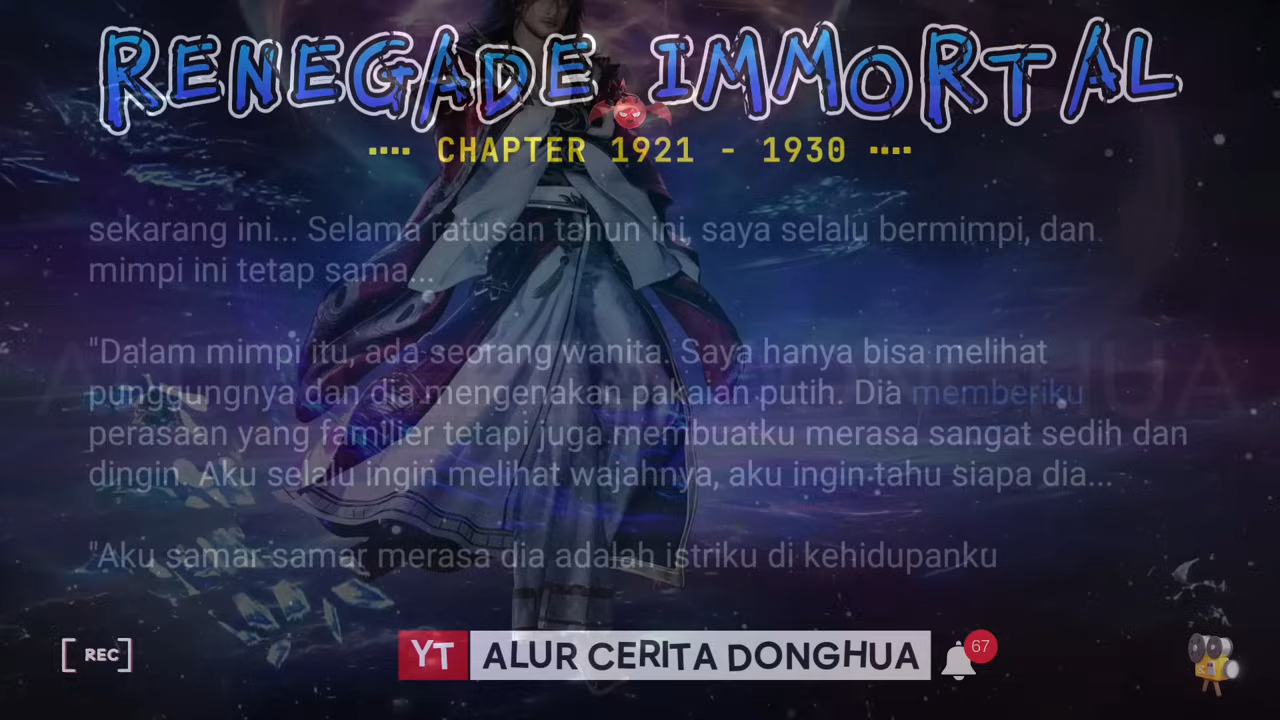 RENEGADE IMMORTAL
CHAPTER 1921 - 1930
sekarang ini... Selama ratusan tahun ini, saya selalu bermimpi, dan
mimpi ini tetap sama...
"Dalam mimpi itu, ada seorang wanita. Saya hanya bisa melihat
punggungnya dan dia mengenakan pakaian putih. Dia memberiku
perasaan yang familier tetapi juga membuatku merasa sangat sedih dan
dingin. Aku selalu ingin melihat wajahnya, aku ingin tahu siapa dia...
"Aku samar-samar merasa dia adalah istriku di kehidupanku
[REC]
YT ALUR CERITA DONGHUA
67